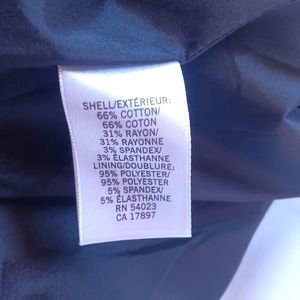 SHELL/EXTÉRIEUR:
66% COTTON/
66% COTON
31% RAYON/
31% RAYONNE
3% SPANDEX/
3% ÉLASTHANNE
LINING/DOUBLURE:
95% POLYESTER/
95% POLYESTER
5% SPANDEX/
5% ÉLASTHANNE
RN 54023
CA 17897